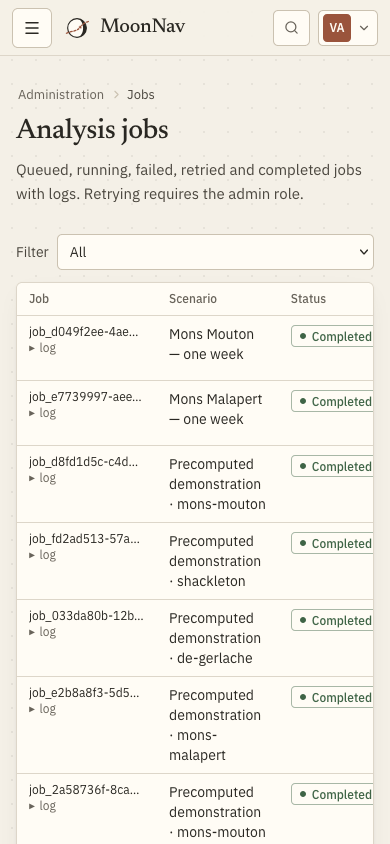 MoonNav
VA
Administration > Jobs
Analysis jobs
Queued, running, failed, retried and completed jobs
with logs. Retrying requires the admin role.
Filter All
Job Scenario Status
job_d049f2ee-4ae… Mons Mouton Completed
▸ log — one week
job_e7739997-aee… Mons Malapert Completed
▸ log — one week
job_d8fd1d5c-c4d… Precomputed Completed
▸ log demonstration
· mons-mouton
job_fd2ad513-57a… Precomputed Completed
▸ log demonstration
· shackleton
job_033da80b-12b… Precomputed Completed
▸ log demonstration
· de-gerlache
job_e2b8a8f3-5d5… Precomputed Completed
▸ log demonstration
· mons-
malapert
job_2a58736f-8ca… Precomputed Completed
▸ log demonstration
· mons-mouton